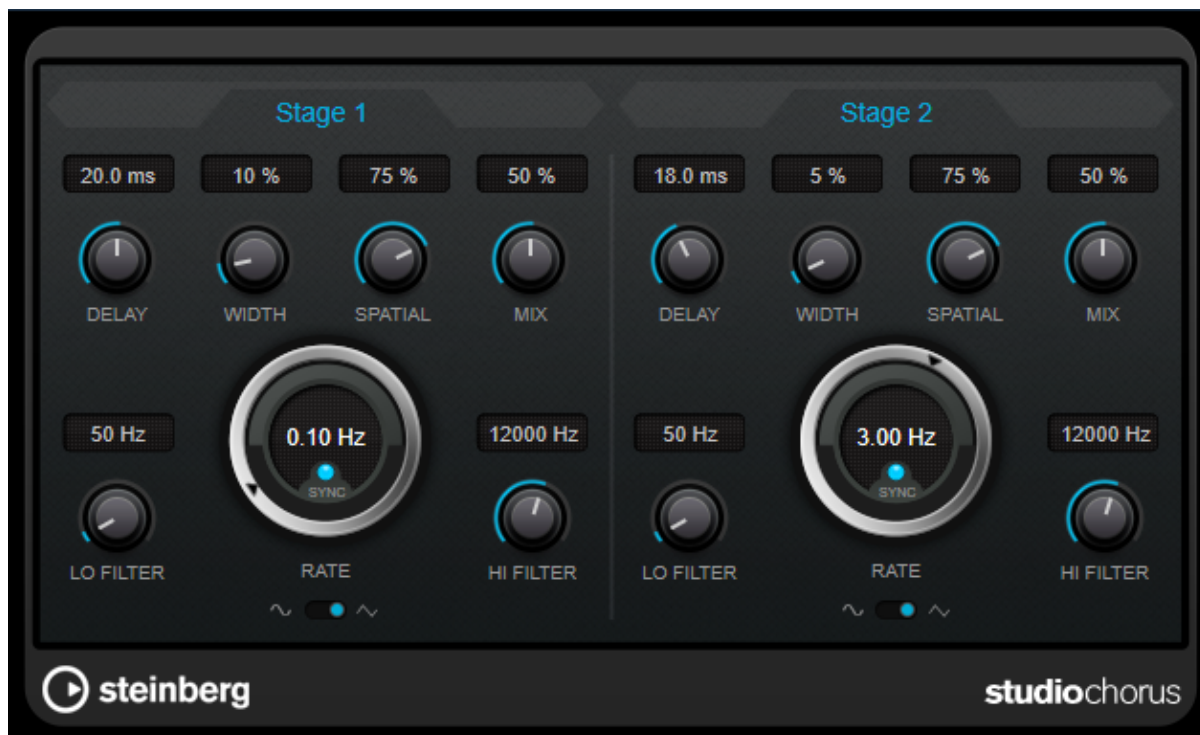 Stage 1
20.0 ms 10 % 75 % 50 %
DELAY WIDTH SPATIAL MIX
50 Hz 0.10 Hz 12000 Hz
SYNC
LO FILTER RATE HI FILTER
Stage 2
18.0 ms 5 % 75 % 50 %
DELAY WIDTH SPATIAL MIX
50 Hz 3.00 Hz 12000 Hz
SYNC
LO FILTER RATE HI FILTER
steinberg
studiochorus